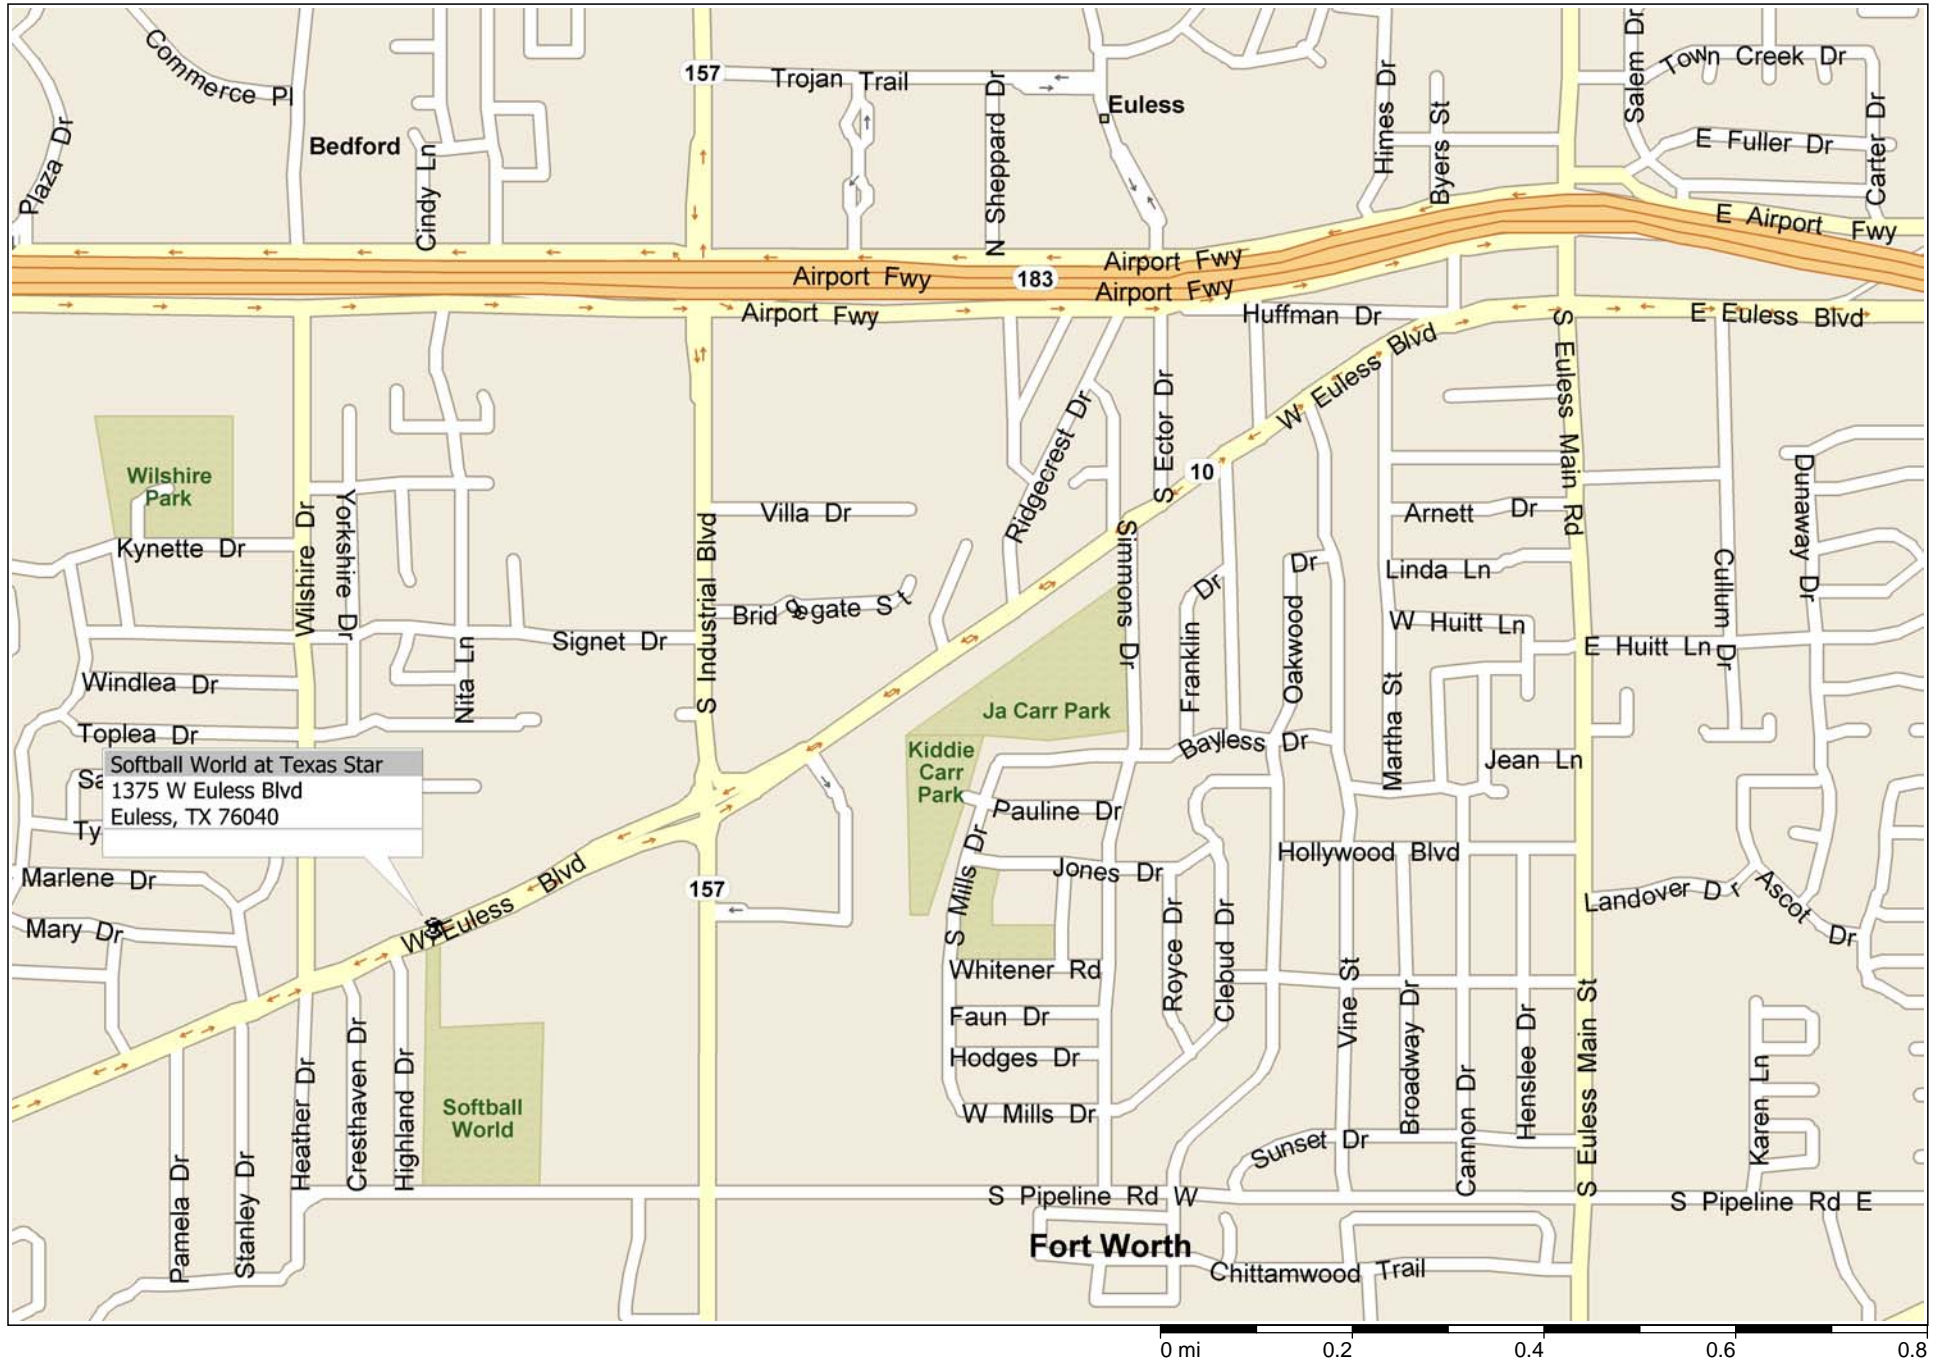 Commerce Pl
Plaza Dr
Bedford
Cindy Ln
157
Trojan Trail
N Sheppard Dr
Euless
Himes Dr
Byers St
Salem Dr
Town Creek Dr
E Fuller Dr
Carter Dr
E Airport Fwy
Airport Fwy
183
Airport Fwy
Airport Fwy
Airport Fwy
Huffman Dr
W Euless Blvd
E Euless Blvd
S Euless Main Rd
Wilshire
Park
Kynette Dr
Wilshire Dr
Yorkshire Dr
Nita Ln
Signet Dr
Windlea Dr
Toplea Dr
S Industrial Blvd
Villa Dr
Bridgegate St
Ridgecrest Dr
S Ector Dr
10
Simmons Dr
Franklin Dr
Oakwood Dr
Martha St
Arnett Dr
Linda Ln
W Huitt Ln
E Huitt Ln
Cullum Dr
Dunaway Dr
Jean Ln
Ja Carr Park
Kiddie
Carr
Park
Bayless Dr
Pauline Dr
Jones Dr
S Mills Dr
Hollywood Blvd
Landover Dr
Ascot Dr
Softball World at Texas Star
1375 W Euless Blvd
Euless, TX 76040
Sa
Ty
Marlene Dr
Mary Dr
W Euless Blvd
157
Whitener Rd
Faun Dr
Hodges Dr
W Mills Dr
Royce Dr
Clebud Dr
Vine St
Broadway Dr
Cannon Dr
Henslee Dr
S Euless Main St
Karen Ln
Sunset Dr
Softball
World
Pamela Dr
Stanley Dr
Heather Dr
Cresthaven Dr
Highland Dr
S Pipeline Rd W
S Pipeline Rd E
Fort Worth
Chittamwood Trail
0 mi 0.2 0.4 0.6 0.8